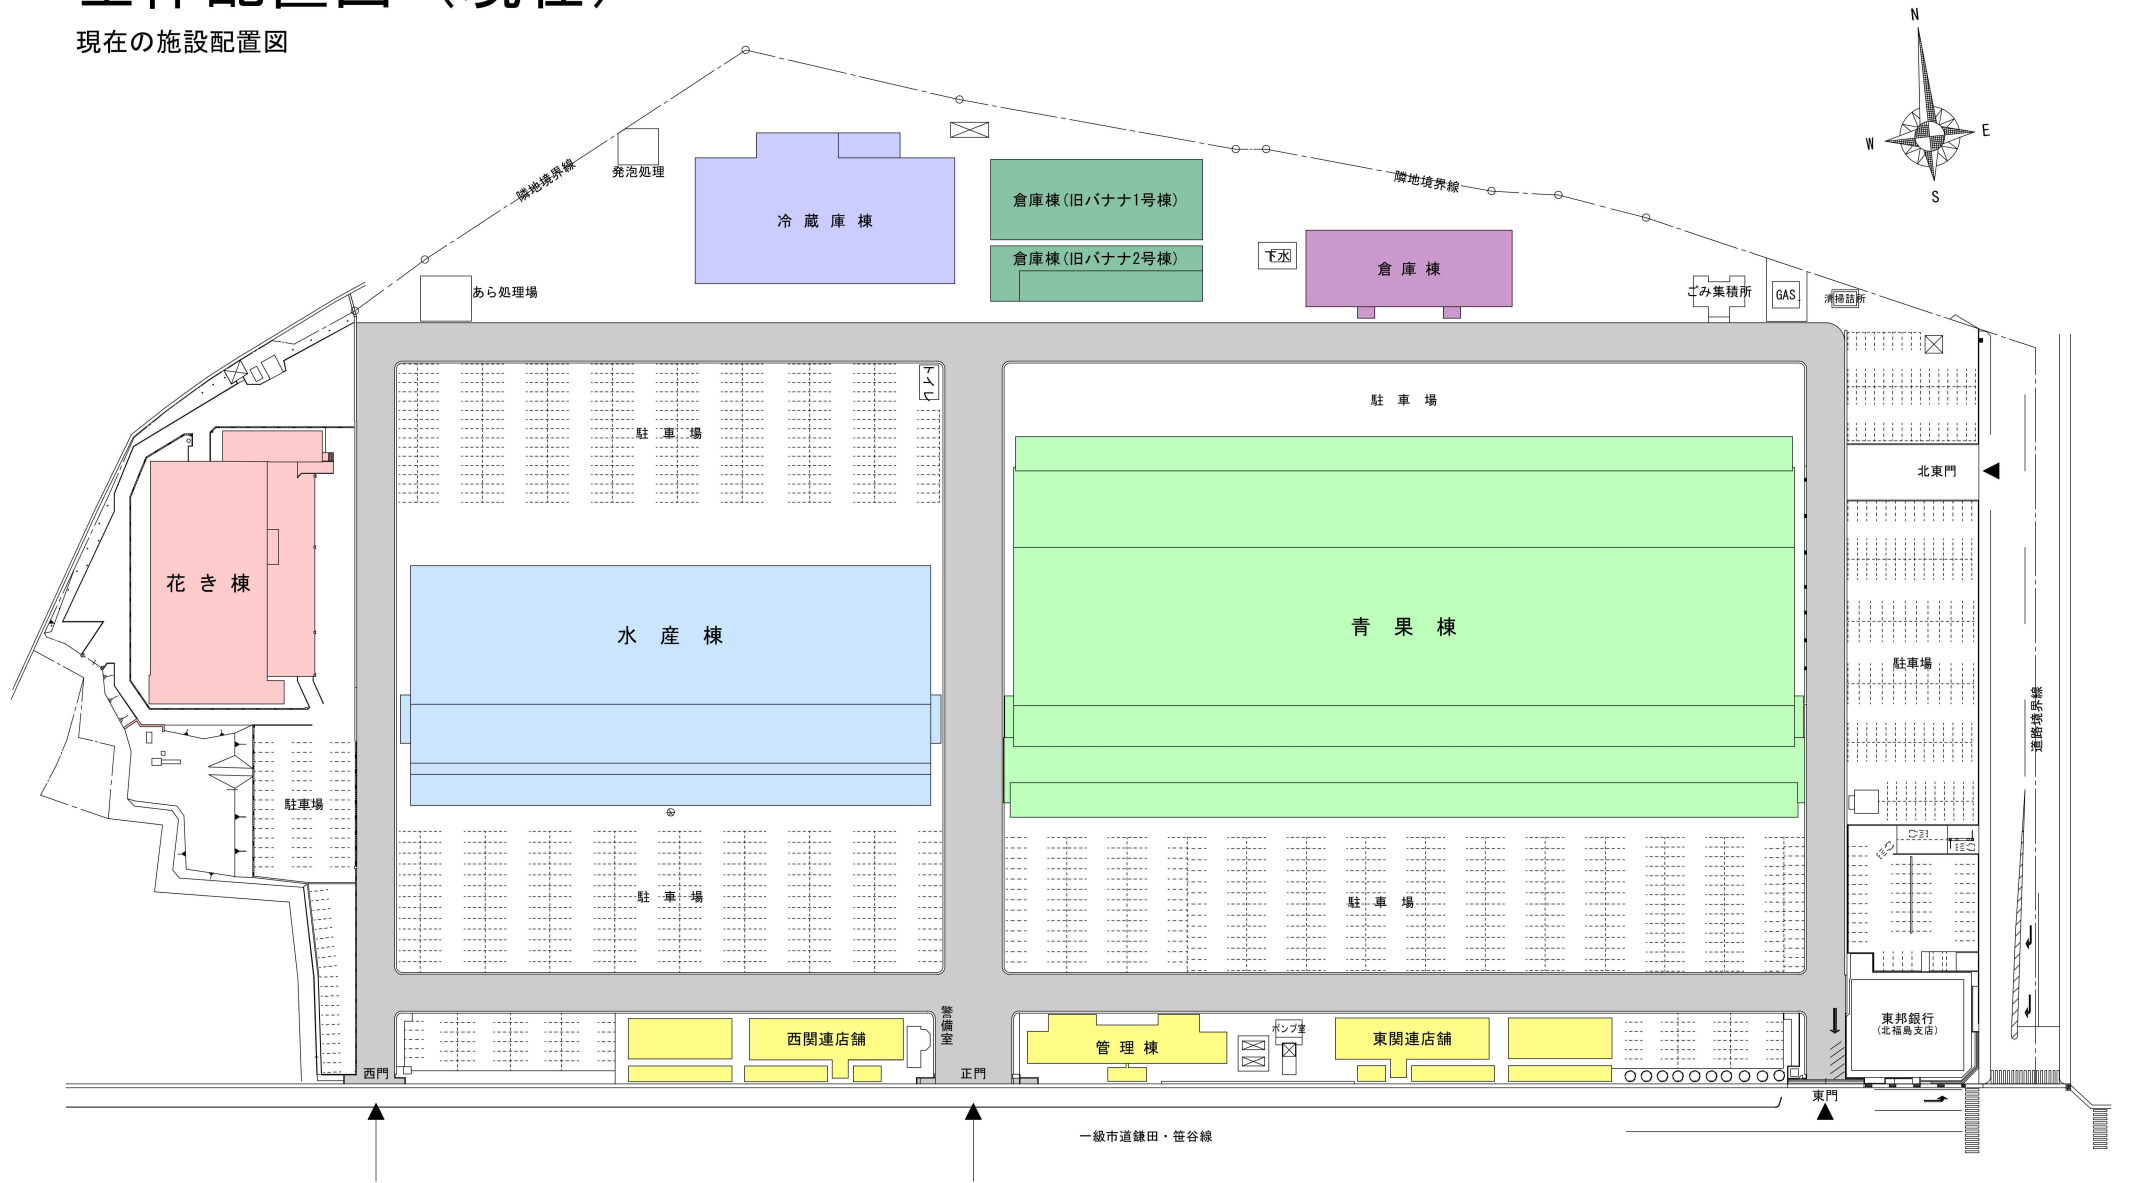 全体配置図（現在）
現在の施設配置図
N
W
E
S
隣地境界線
発泡処理
冷蔵庫棟
倉庫棟(旧バナナ1号棟)
倉庫棟(旧バナナ2号棟)
隣地境界線
下水
倉庫棟
あら処理場
ごみ集積所
GAS
清掃詰所
トイレ
駐車場
駐車場
北東門
花き棟
水産棟
青果棟
駐車場
道路境界線
駐車場
駐車場
駐車場
警備室
西関連店舗
管理棟
ポンプ室
東関連店舗
東邦銀行
(北福島支店)
西門
正門
東門
一級市道鎌田・笹谷線